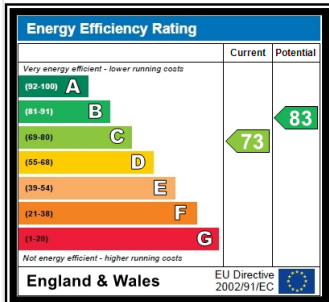 Energy Efficiency Rating
Current Potential
Very energy efficient - lower running costs
(92-100) A
(81-91) B
(69-80) C
(55-68) D
(39-54) E
(21-38) F
(1-20) G
73
83
Not energy efficient - higher running costs
England & Wales
EU Directive
2002/91/EC